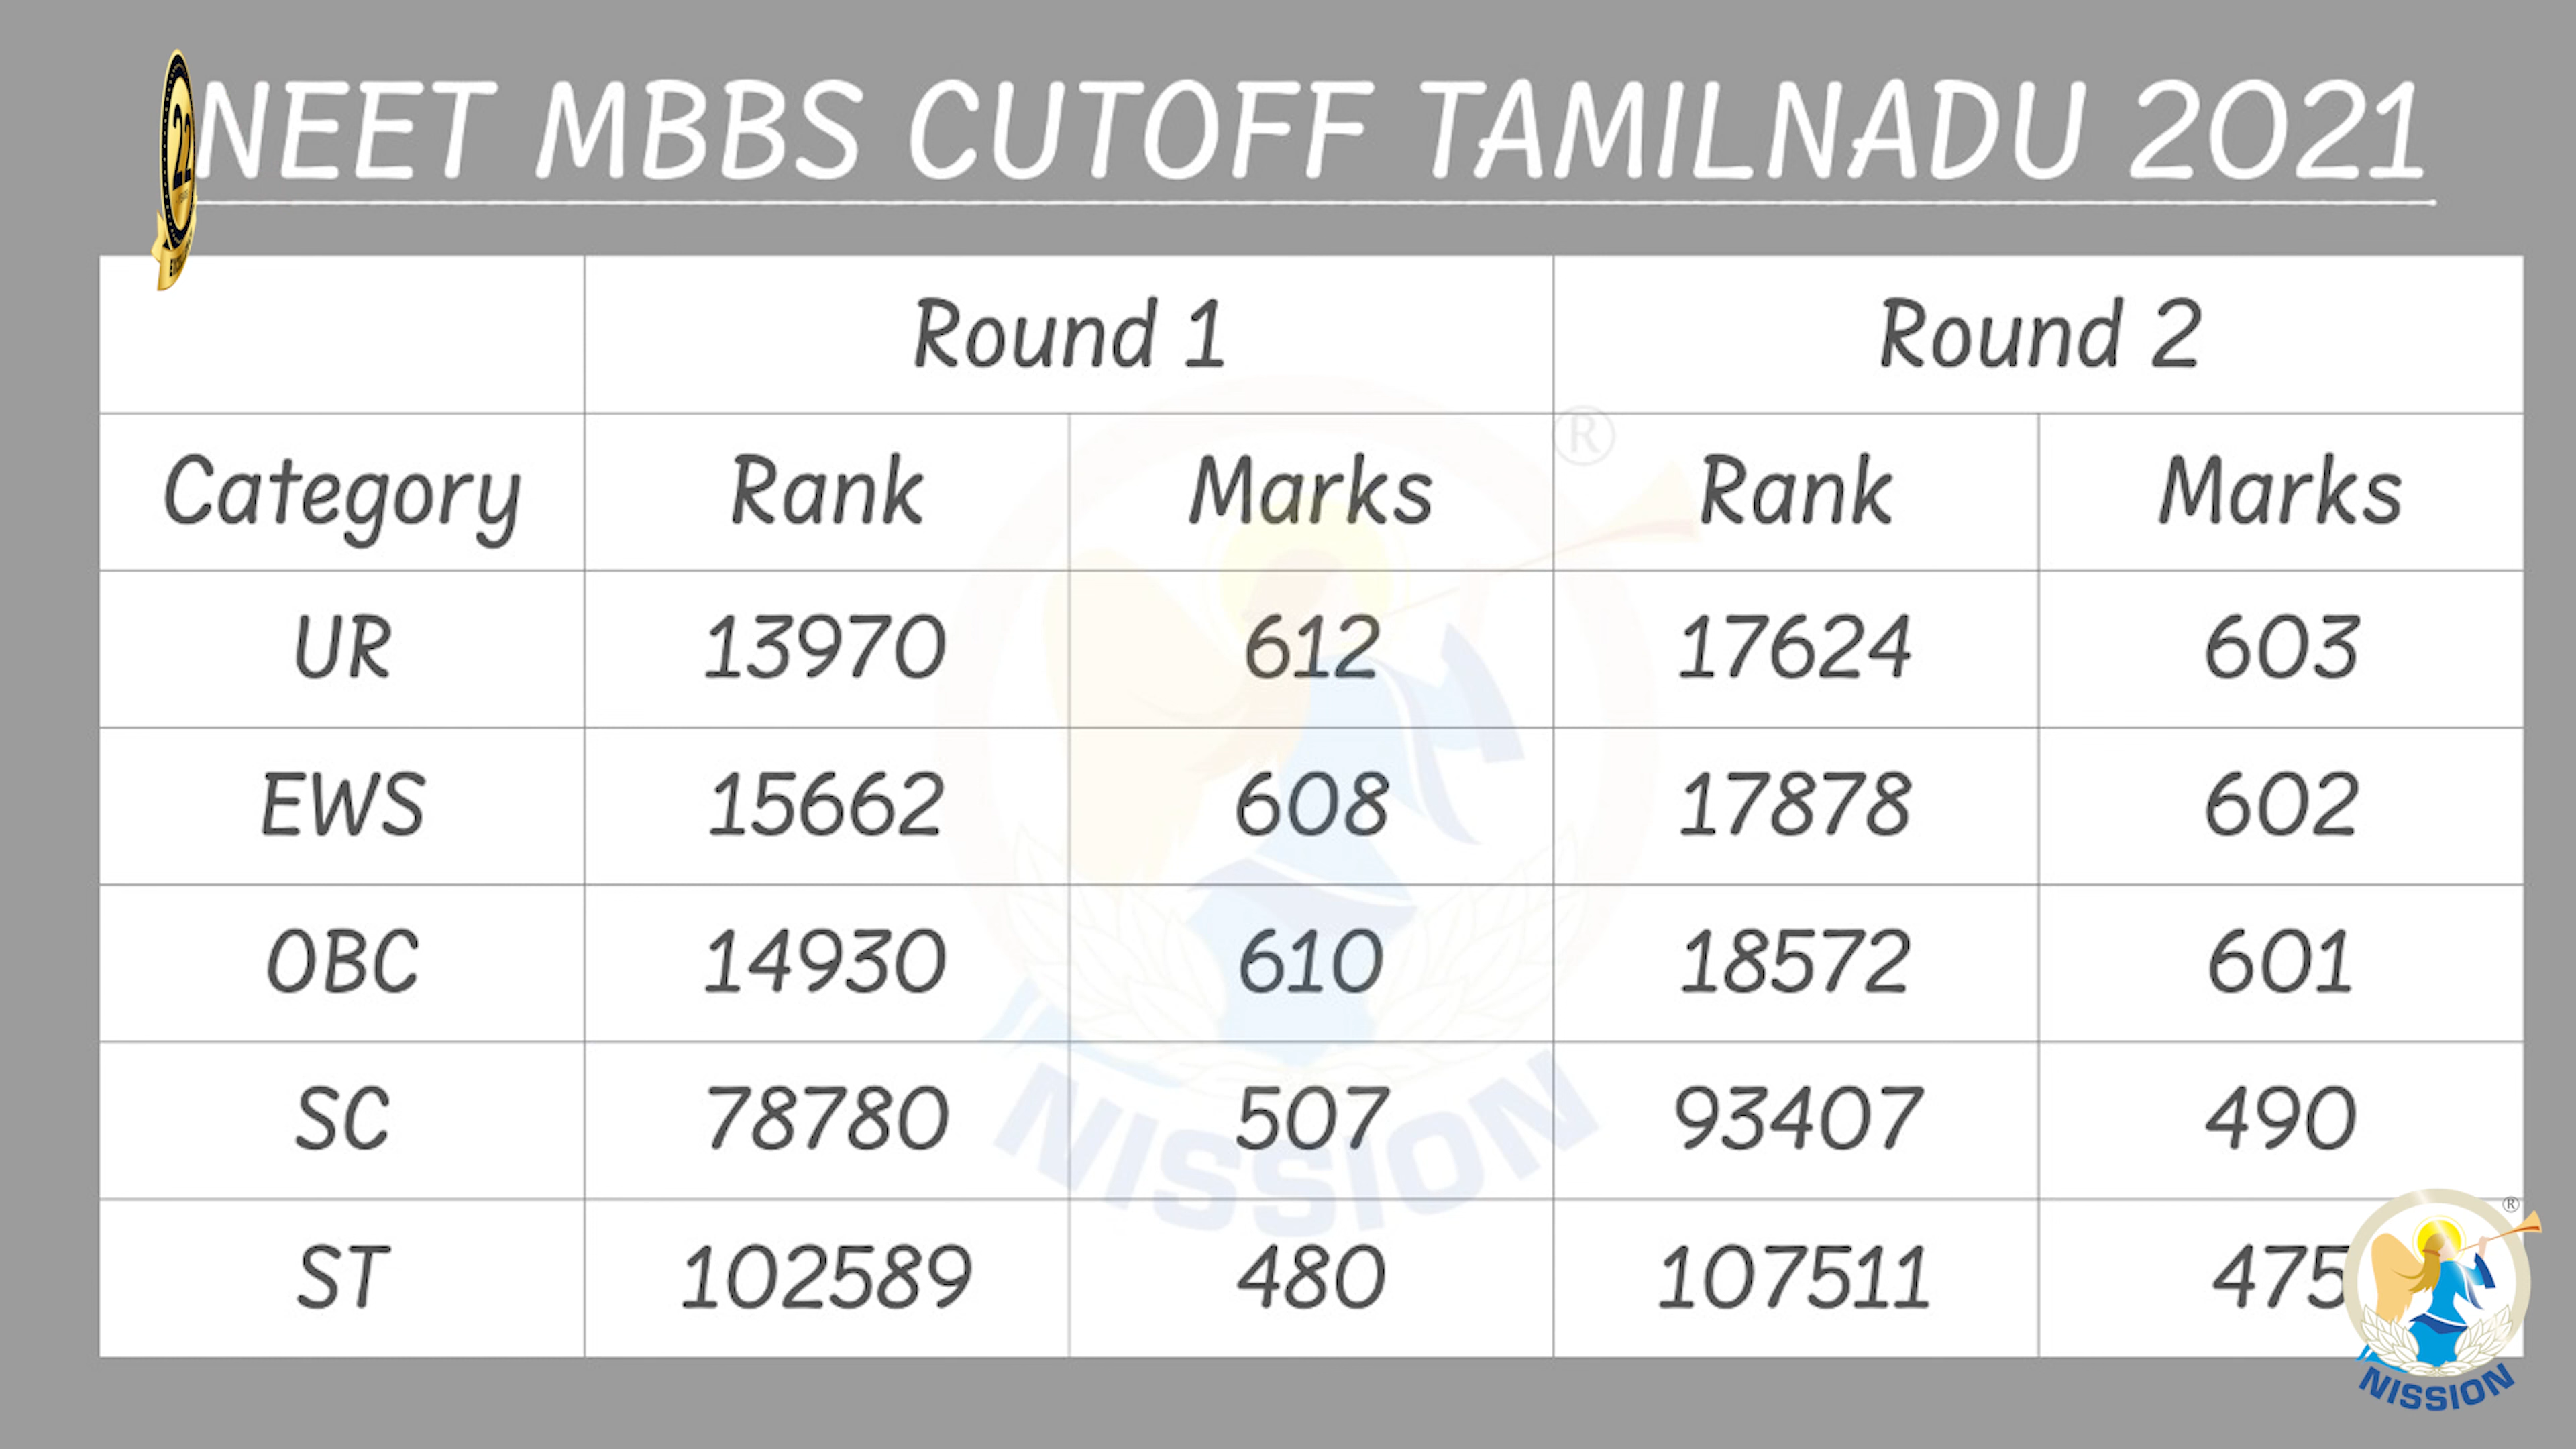 NEET MBBS CUTOFF TAMILNADU 2021
22
Round 1 Round 2
®
Category Rank Marks Rank Marks
UR 13970 612 17624 603
EWS 15662 608 17878 602
OBC 14930 610 18572 601
SC 78780 507 93407 490
NISSION
ST 102589 480 107511 475
®
NISSION